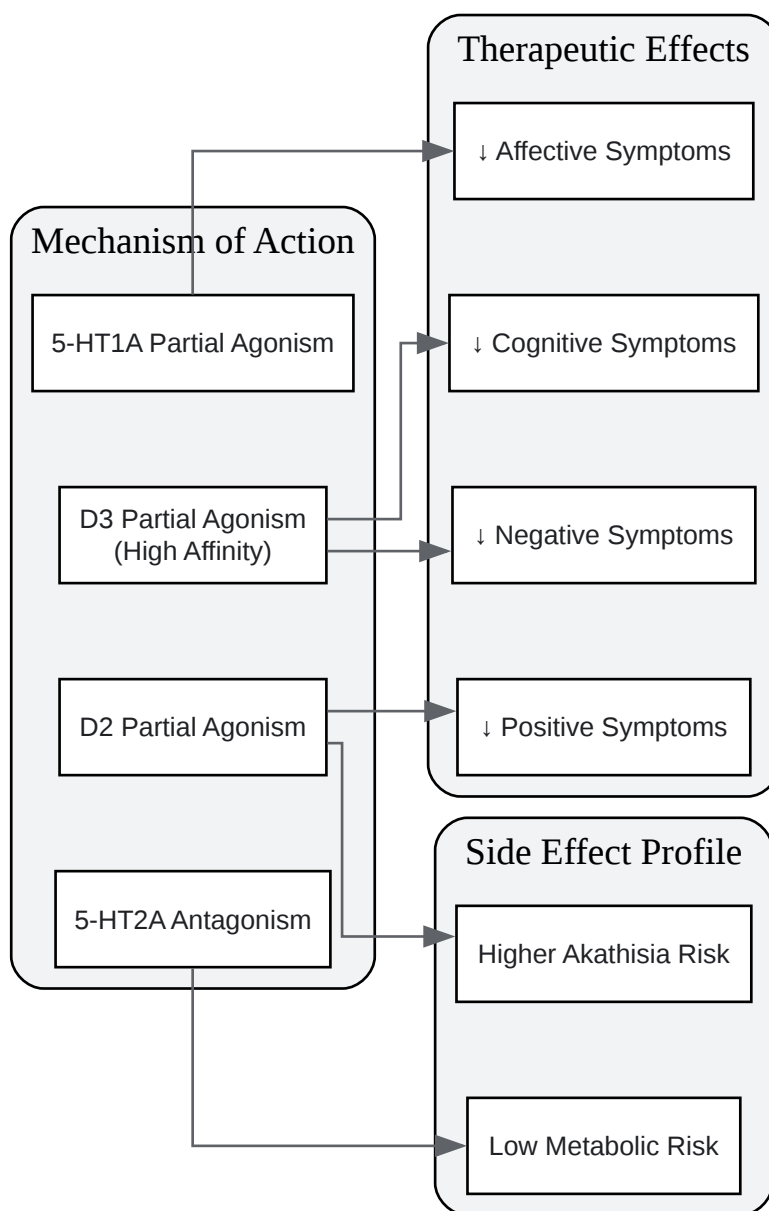 Therapeutic Effects
↓ Affective Symptoms
↓ Cognitive Symptoms
↓ Negative Symptoms
↓ Positive Symptoms
Mechanism of Action
5-HT1A Partial Agonism
D3 Partial Agonism
(High Affinity)
D2 Partial Agonism
5-HT2A Antagonism
Side Effect Profile
Higher Akathisia Risk
Low Metabolic Risk